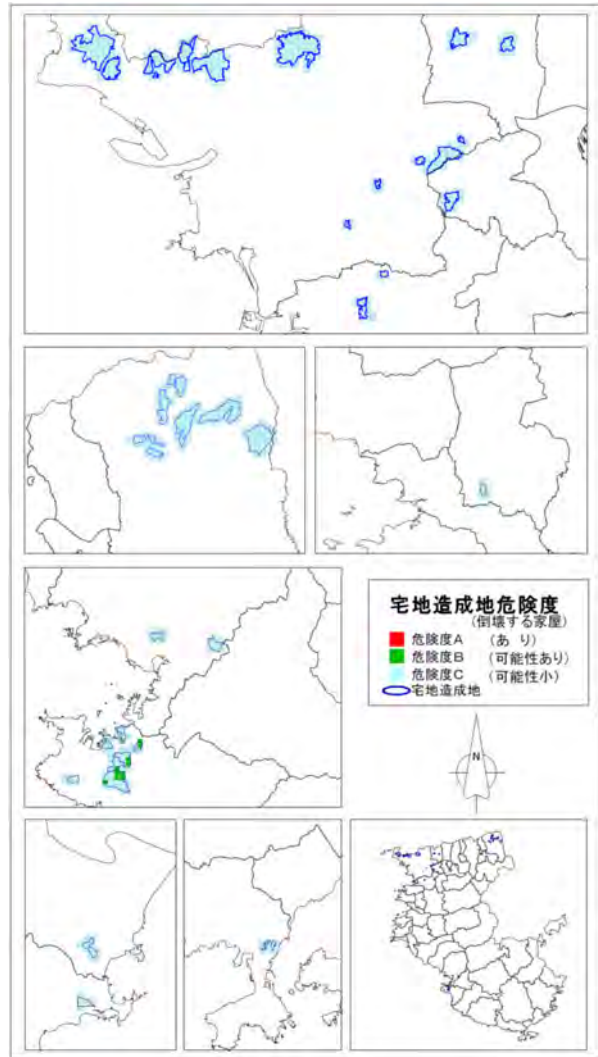 宅地造成地危険度
(倒壊する家屋)
危険度A (あ り)
危険度B (可能性あり)
危険度C (可能性小)
宅地造成地
N